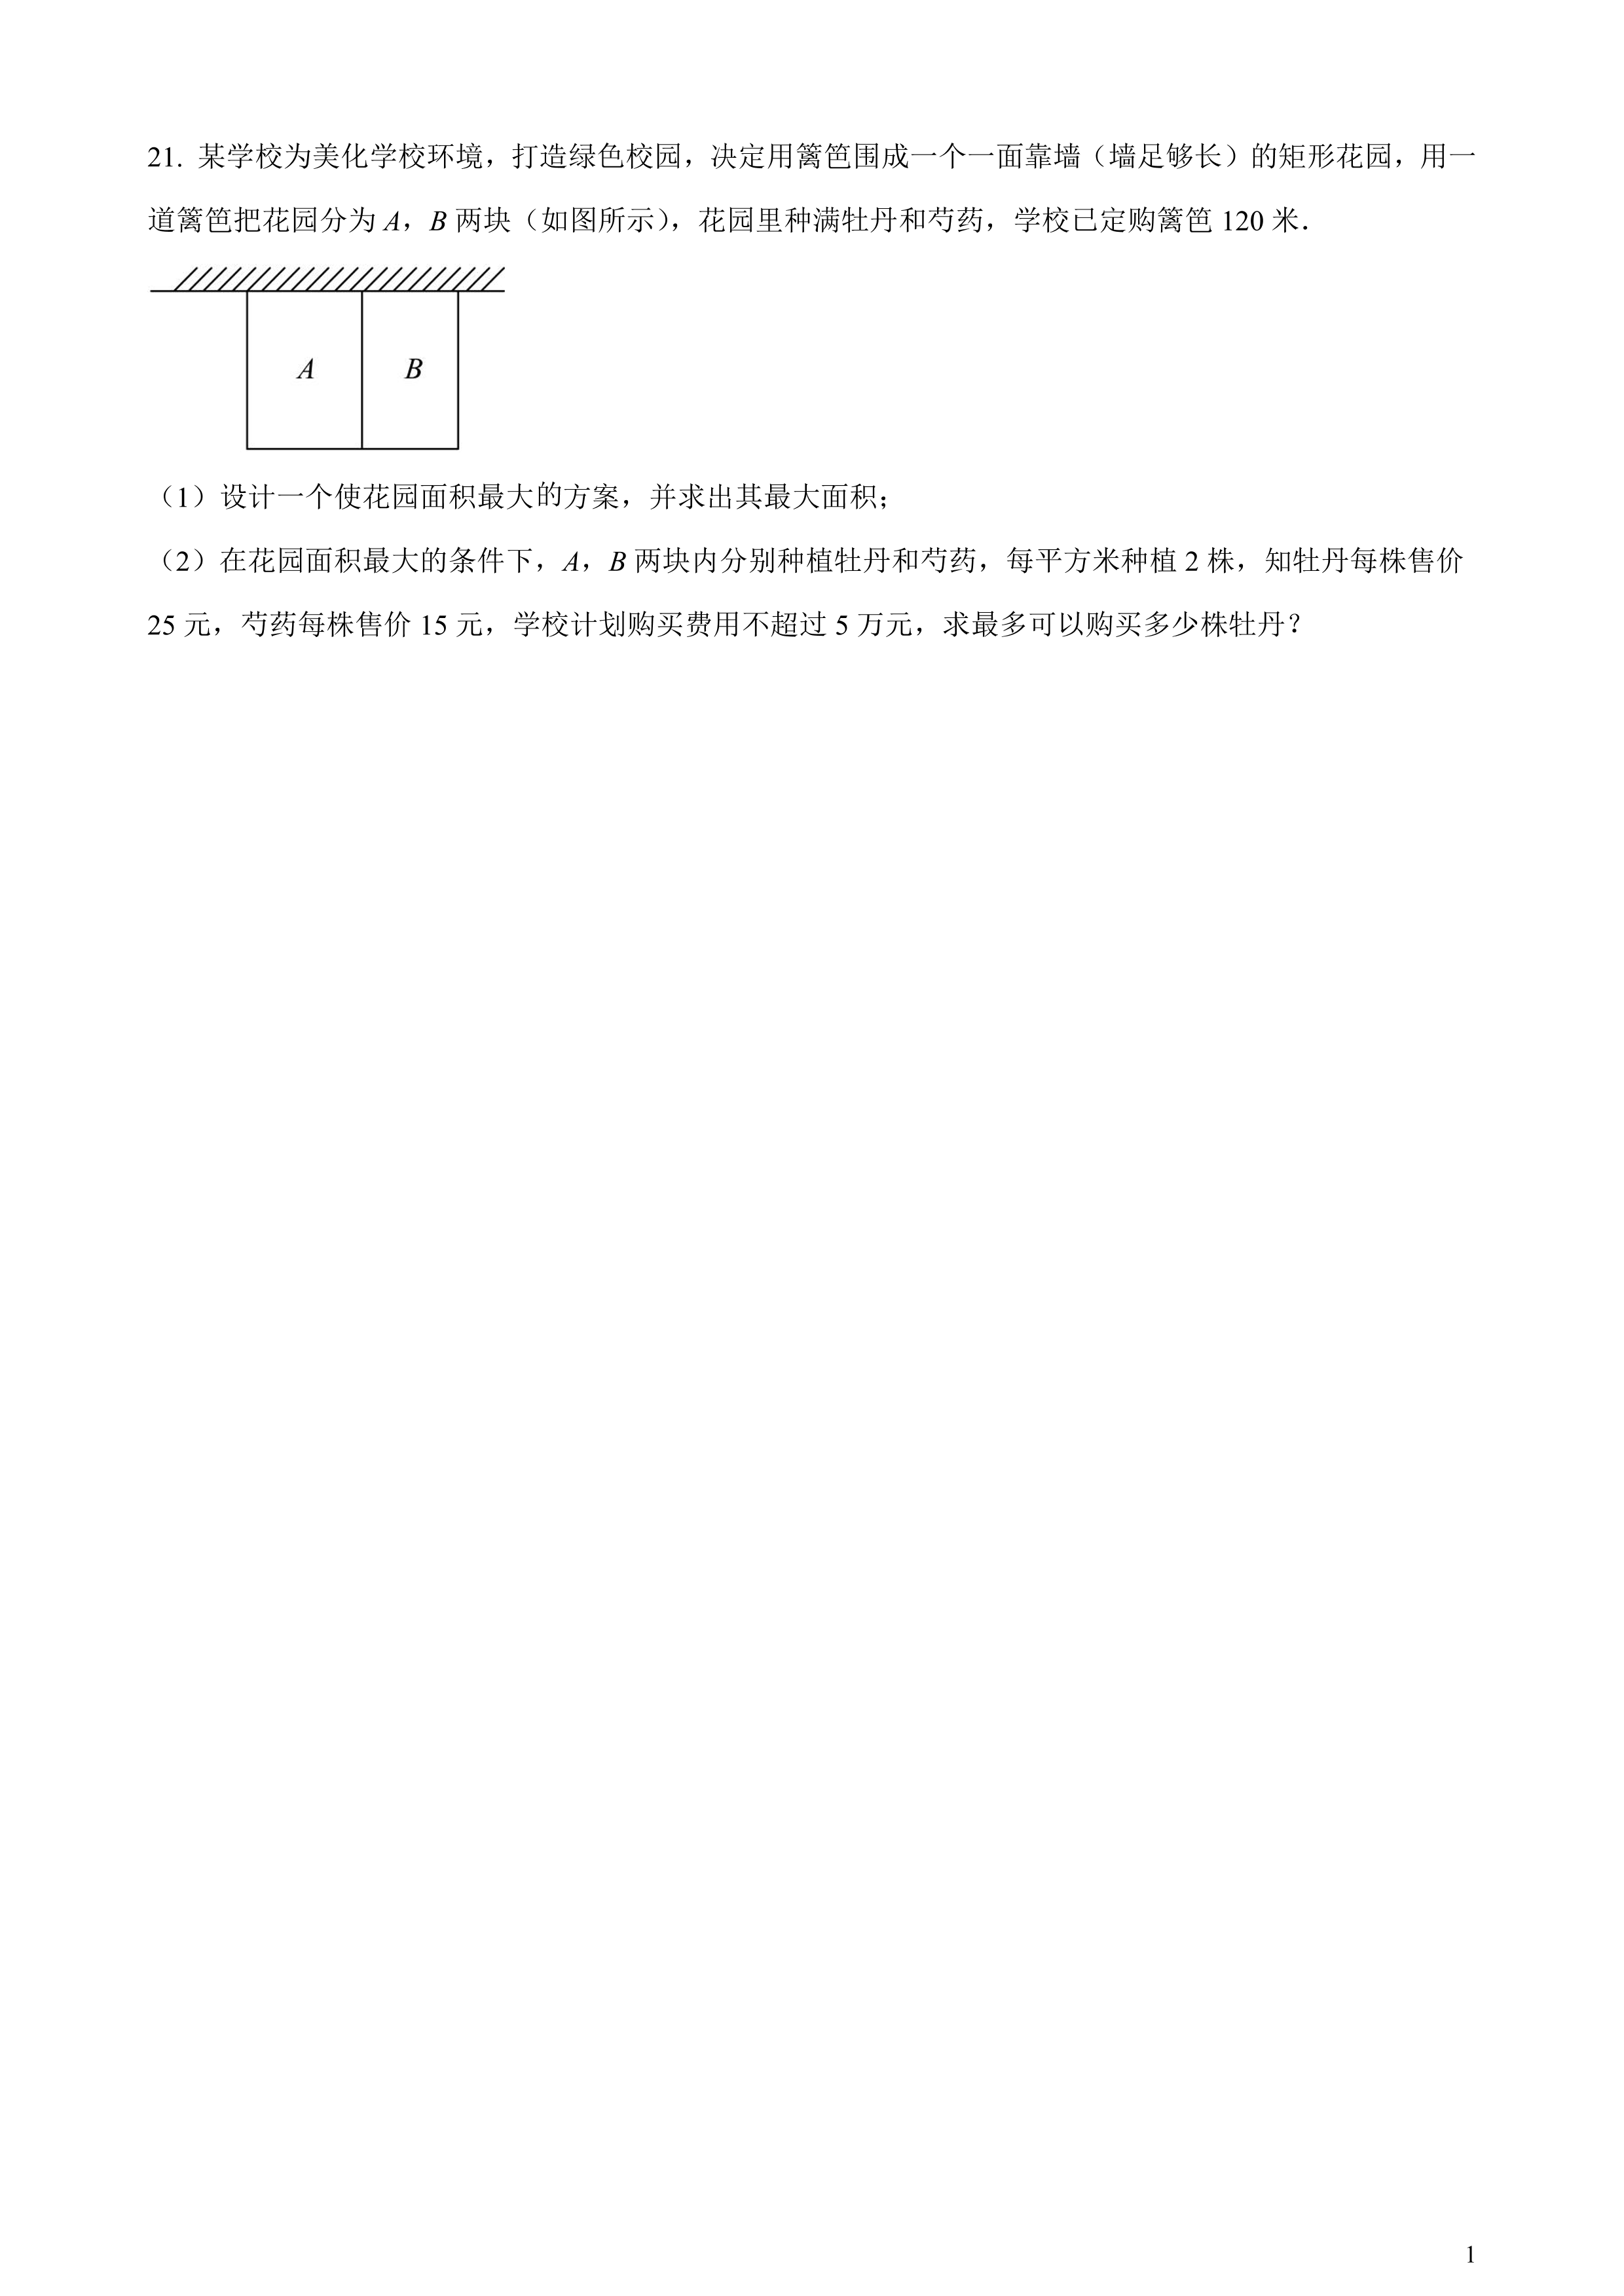 21. 某学校为美化学校环境，打造绿色校园，决定用篱笆围成一个一面靠墙（墙足够长）的矩形花园，用一
道篱笆把花园分为 A，B 两块（如图所示），花园里种满牡丹和芍药，学校已定购篱笆 120 米．
A B
（1）设计一个使花园面积最大的方案，并求出其最大面积；
（2）在花园面积最大的条件下，A，B 两块内分别种植牡丹和芍药，每平方米种植 2 株，知牡丹每株售价
25 元，芍药每株售价 15 元，学校计划购买费用不超过 5 万元，求最多可以购买多少株牡丹？
1